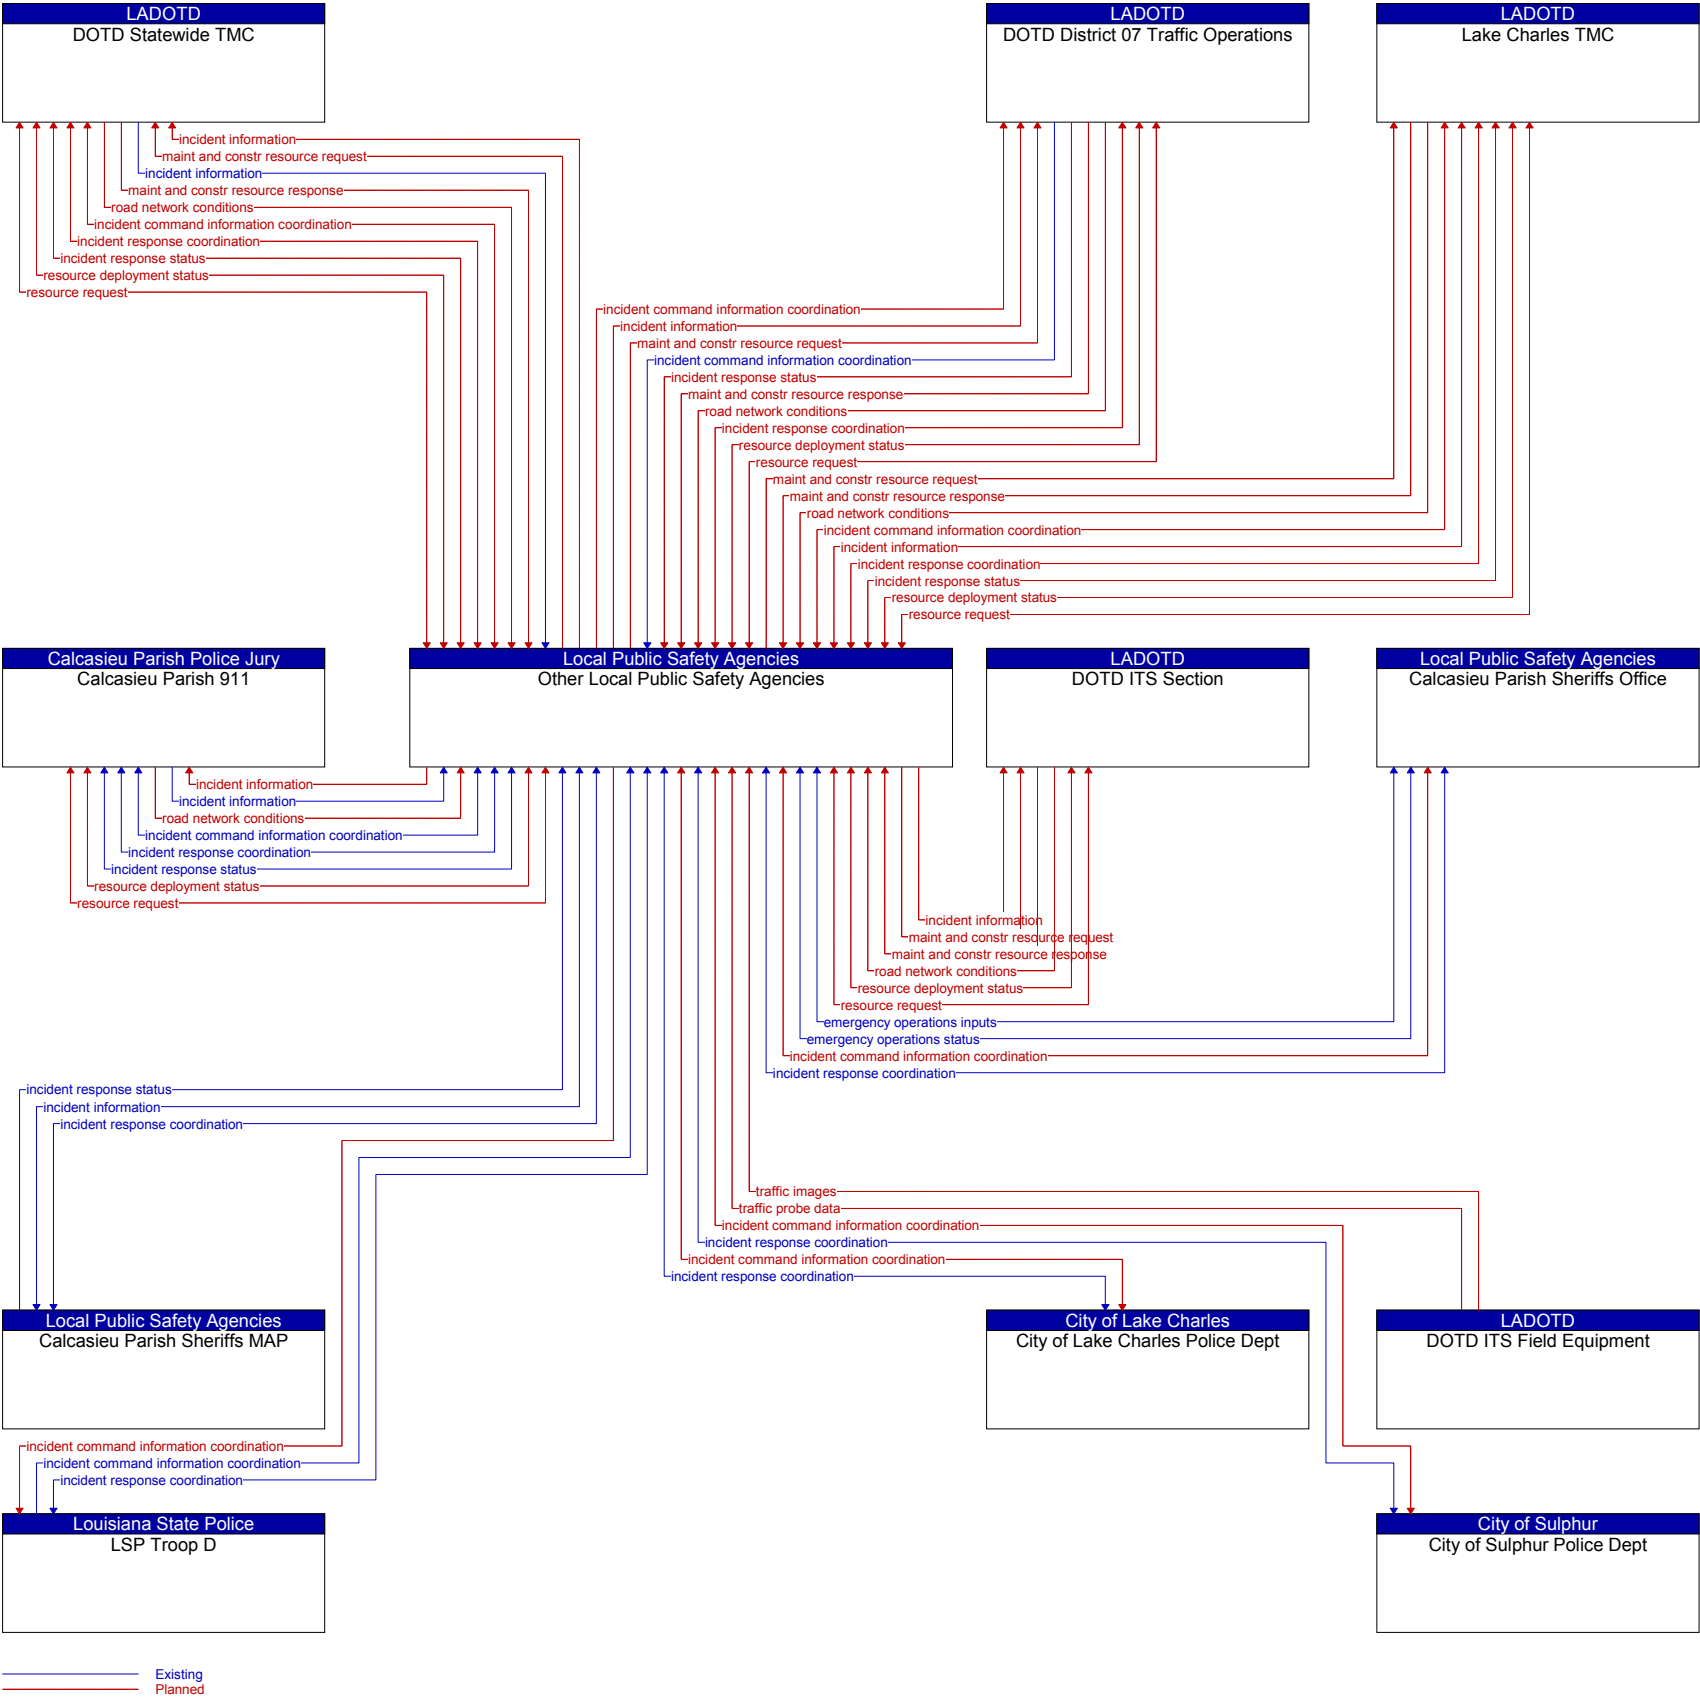 LADOTD
DOTD Statewide TMC
LADOTD
DOTD District 07 Traffic Operations
LADOTD
Lake Charles TMC
incident information
maint and constr resource request
incident information
maint and constr resource response
road network conditions
incident command information coordination
incident response coordination
incident response status
resource deployment status
resource request
incident command information coordination
incident information
maint and constr resource request
incident command information coordination
incident response status
maint and constr resource response
road network conditions
incident response coordination
resource deployment status
resource request
maint and constr resource request
maint and constr resource response
road network conditions
incident command information coordination
incident information
incident response coordination
incident response status
resource deployment status
resource request
Calcasieu Parish Police Jury
Calcasieu Parish 911
Local Public Safety Agencies
Other Local Public Safety Agencies
LADOTD
DOTD ITS Section
Local Public Safety Agencies
Calcasieu Parish Sheriffs Office
incident information
incident information
road network conditions
incident command information coordination
incident response coordination
incident response status
resource deployment status
resource request
incident information
maint and constr resource request
maint and constr resource response
road network conditions
resource deployment status
resource request
emergency operations inputs
emergency operations status
incident command information coordination
incident response coordination
incident response status
incident information
incident response coordination
traffic images
traffic probe data
incident command information coordination
incident response coordination
incident command information coordination
incident response coordination
Local Public Safety Agencies
Calcasieu Parish Sheriffs MAP
City of Lake Charles
City of Lake Charles Police Dept
LADOTD
DOTD ITS Field Equipment
incident command information coordination
incident command information coordination
incident response coordination
Louisiana State Police
LSP Troop D
City of Sulphur
City of Sulphur Police Dept
Existing
Planned